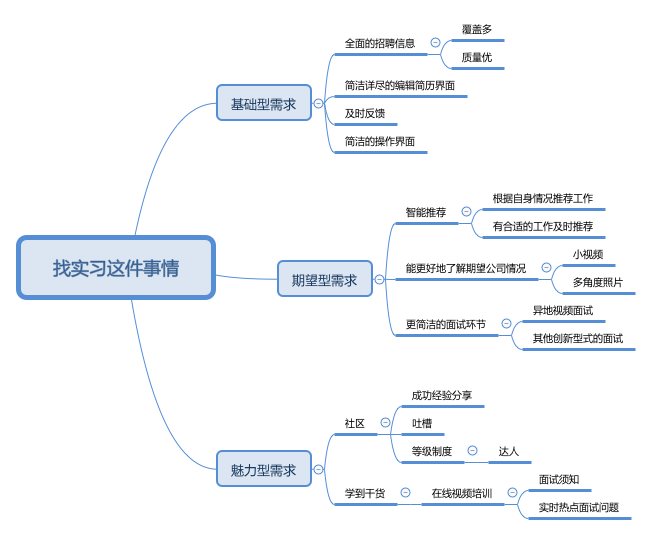 找实习这件事情
基础型需求
全面的招聘信息
覆盖多
质量优
简洁详尽的编辑简历界面
及时反馈
简洁的操作界面
期望型需求
智能推荐
根据自身情况推荐工作
有合适的工作及时推荐
能更好地了解期望公司情况
小视频
多角度照片
更简洁的面试环节
异地视频面试
其他创新型式的面试
魅力型需求
社区
成功经验分享
吐槽
等级制度
达人
学到干货
在线视频培训
面试须知
实时热点面试问题